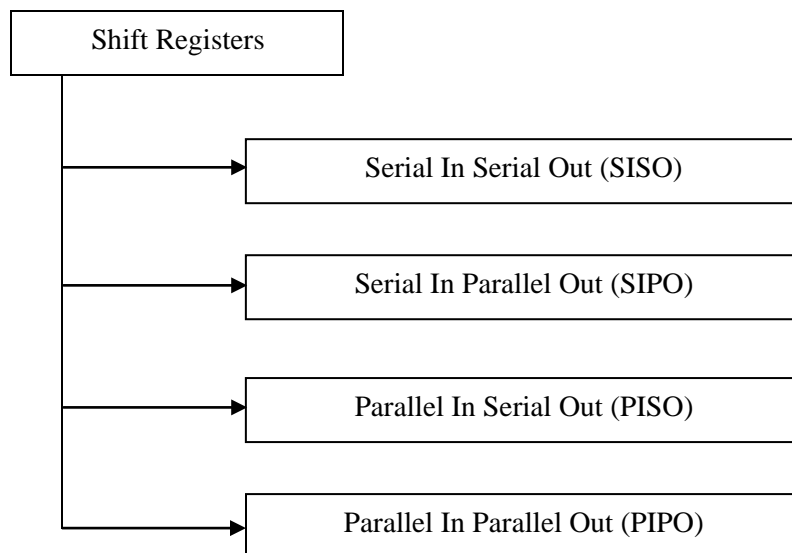 Shift Registers
Serial In Serial Out (SISO)
Serial In Parallel Out (SIPO)
Parallel In Serial Out (PISO)
Parallel In Parallel Out (PIPO)